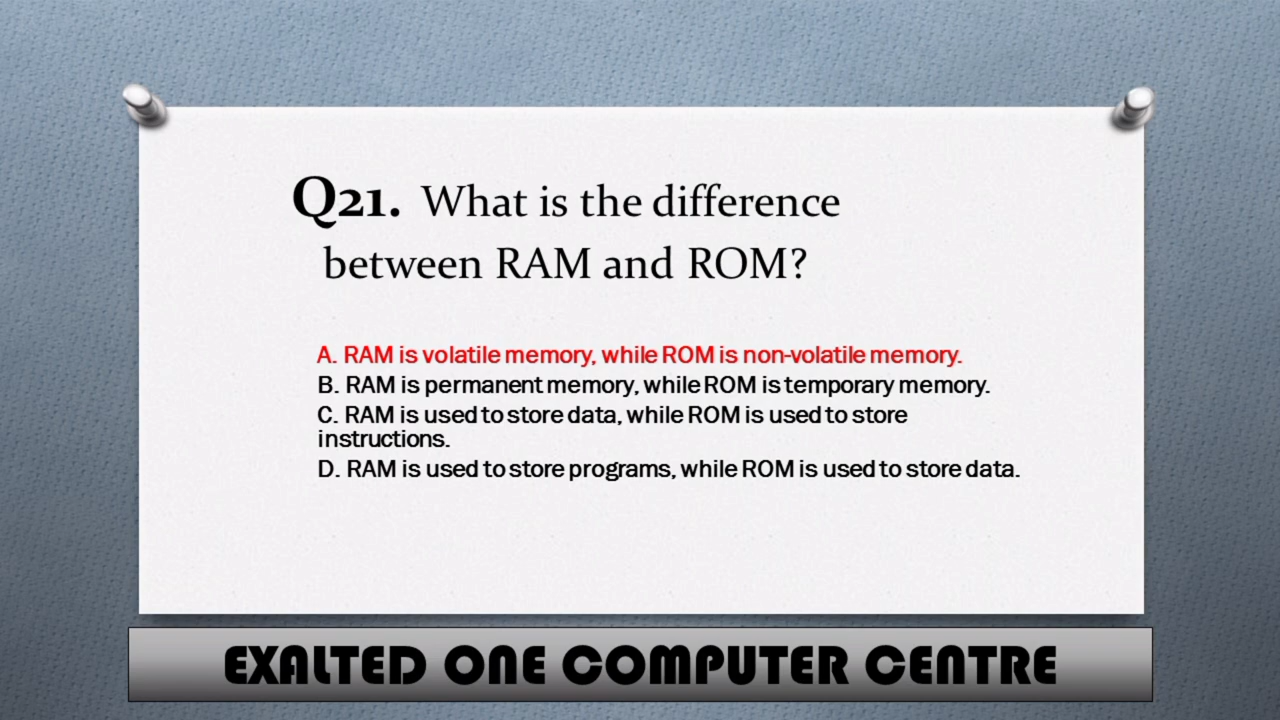 Q21. What is the difference
between RAM and ROM?
A. RAM is volatile memory, while ROM is non-volatile memory.
B. RAM is permanent memory, while ROM is temporary memory.
C. RAM is used to store data, while ROM is used to store
instructions.
D. RAM is used to store programs, while ROM is used to store data.
EXALTED ONE COMPUTER CENTRE